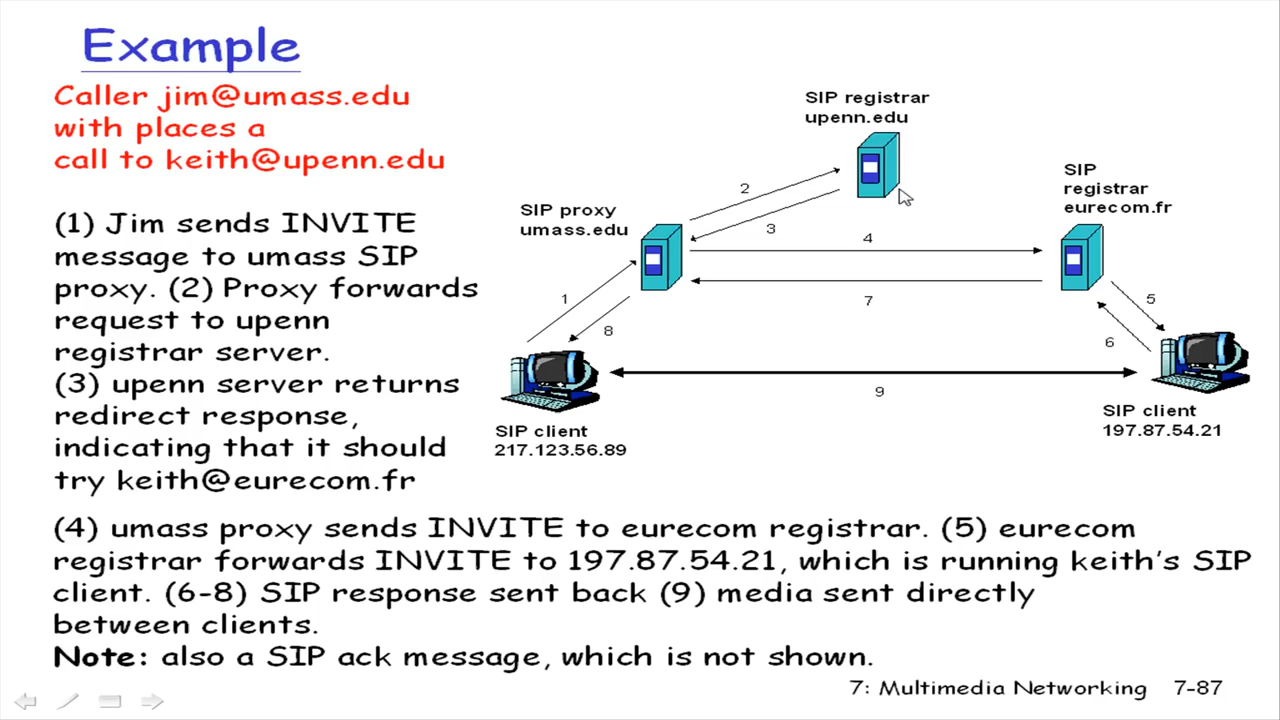 Example
Caller jim@umass.edu
with places a
call to keith@upenn.edu
(1) Jim sends INVITE
message to umass SIP
proxy. (2) Proxy forwards
request to upenn
registrar server.
(3) upenn server returns
redirect response,
indicating that it should
try keith@eurecom.fr
(4) umass proxy sends INVITE to eurecom registrar. (5) eurecom
registrar forwards INVITE to 197.87.54.21, which is running keith's SIP
client. (6-8) SIP response sent back (9) media sent directly
between clients.
Note: also a SIP ack message, which is not shown.
SIP registrar
upenn.edu
SIP
registrar
eurecom.fr
SIP proxy
umass.edu
2
3
4
7
1
8
5
6
9
SIP client
217.123.56.89
SIP client
197.87.54.21
7: Multimedia Networking 7-87